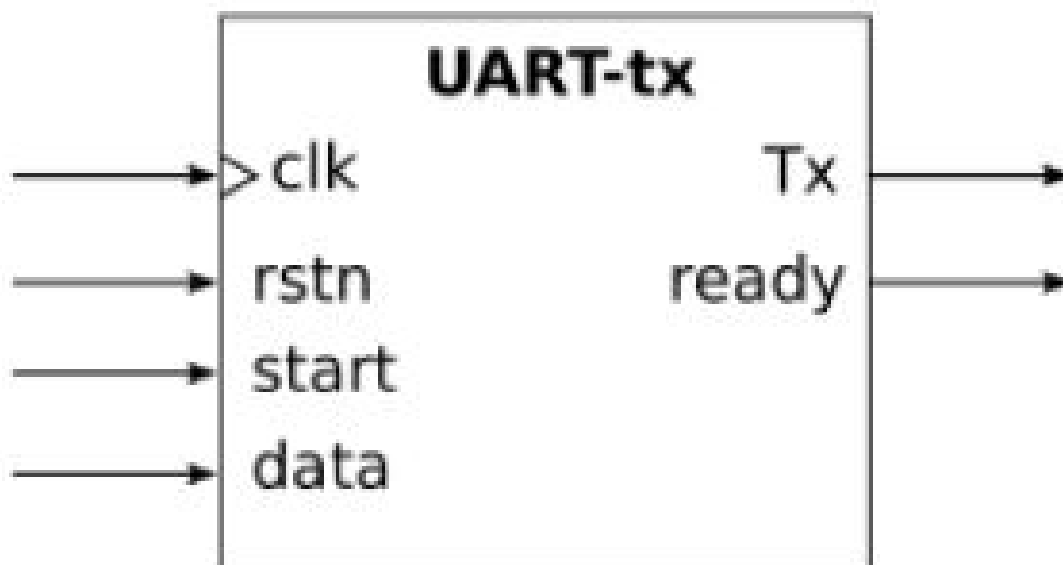 UART-tx
clk
Tx
rstn
ready
start
data